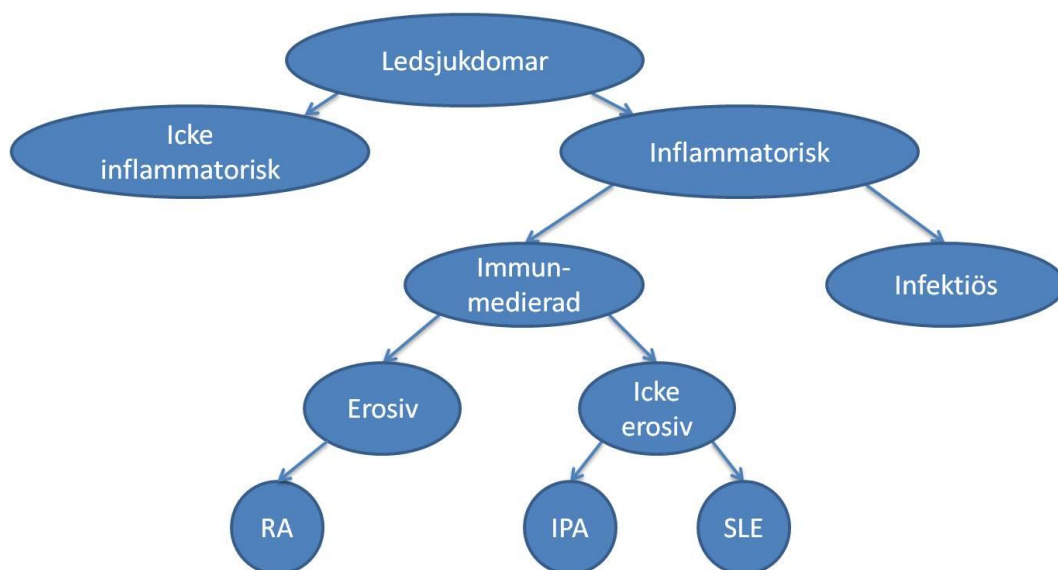 Ledsjukdomar
Icke
inflammatorisk
Inflammatorisk
Immun-
medierad
Infektiös
Erosiv
Icke
erosiv
RA
IPA
SLE